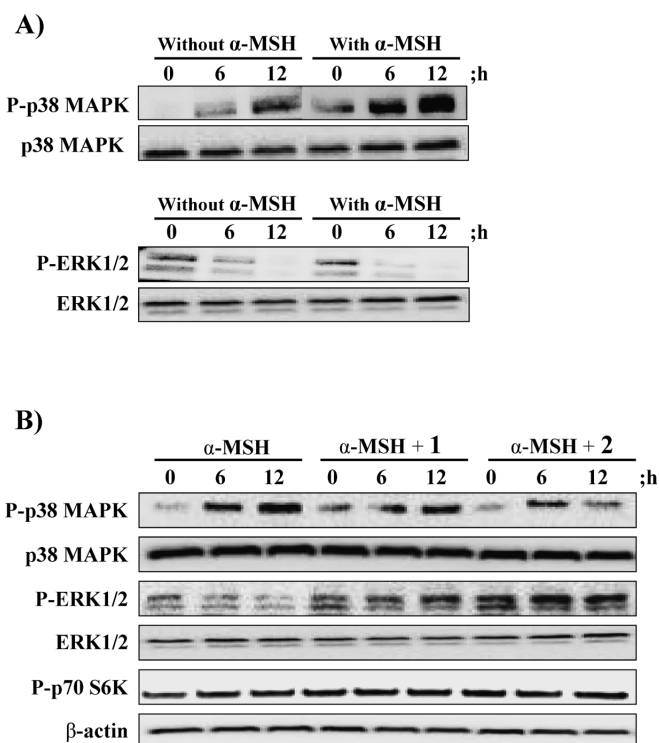 A)
Without α-MSH With α-MSH
0 6 12 0 6 12 ;h
P-p38 MAPK
p38 MAPK
Without α-MSH With α-MSH
0 6 12 0 6 12 ;h
P-ERK1/2
ERK1/2
B)
α-MSH α-MSH + 1 α-MSH + 2
0 6 12 0 6 12 0 6 12 ;h
P-p38 MAPK
p38 MAPK
P-ERK1/2
ERK1/2
P-p70 S6K
β-actin